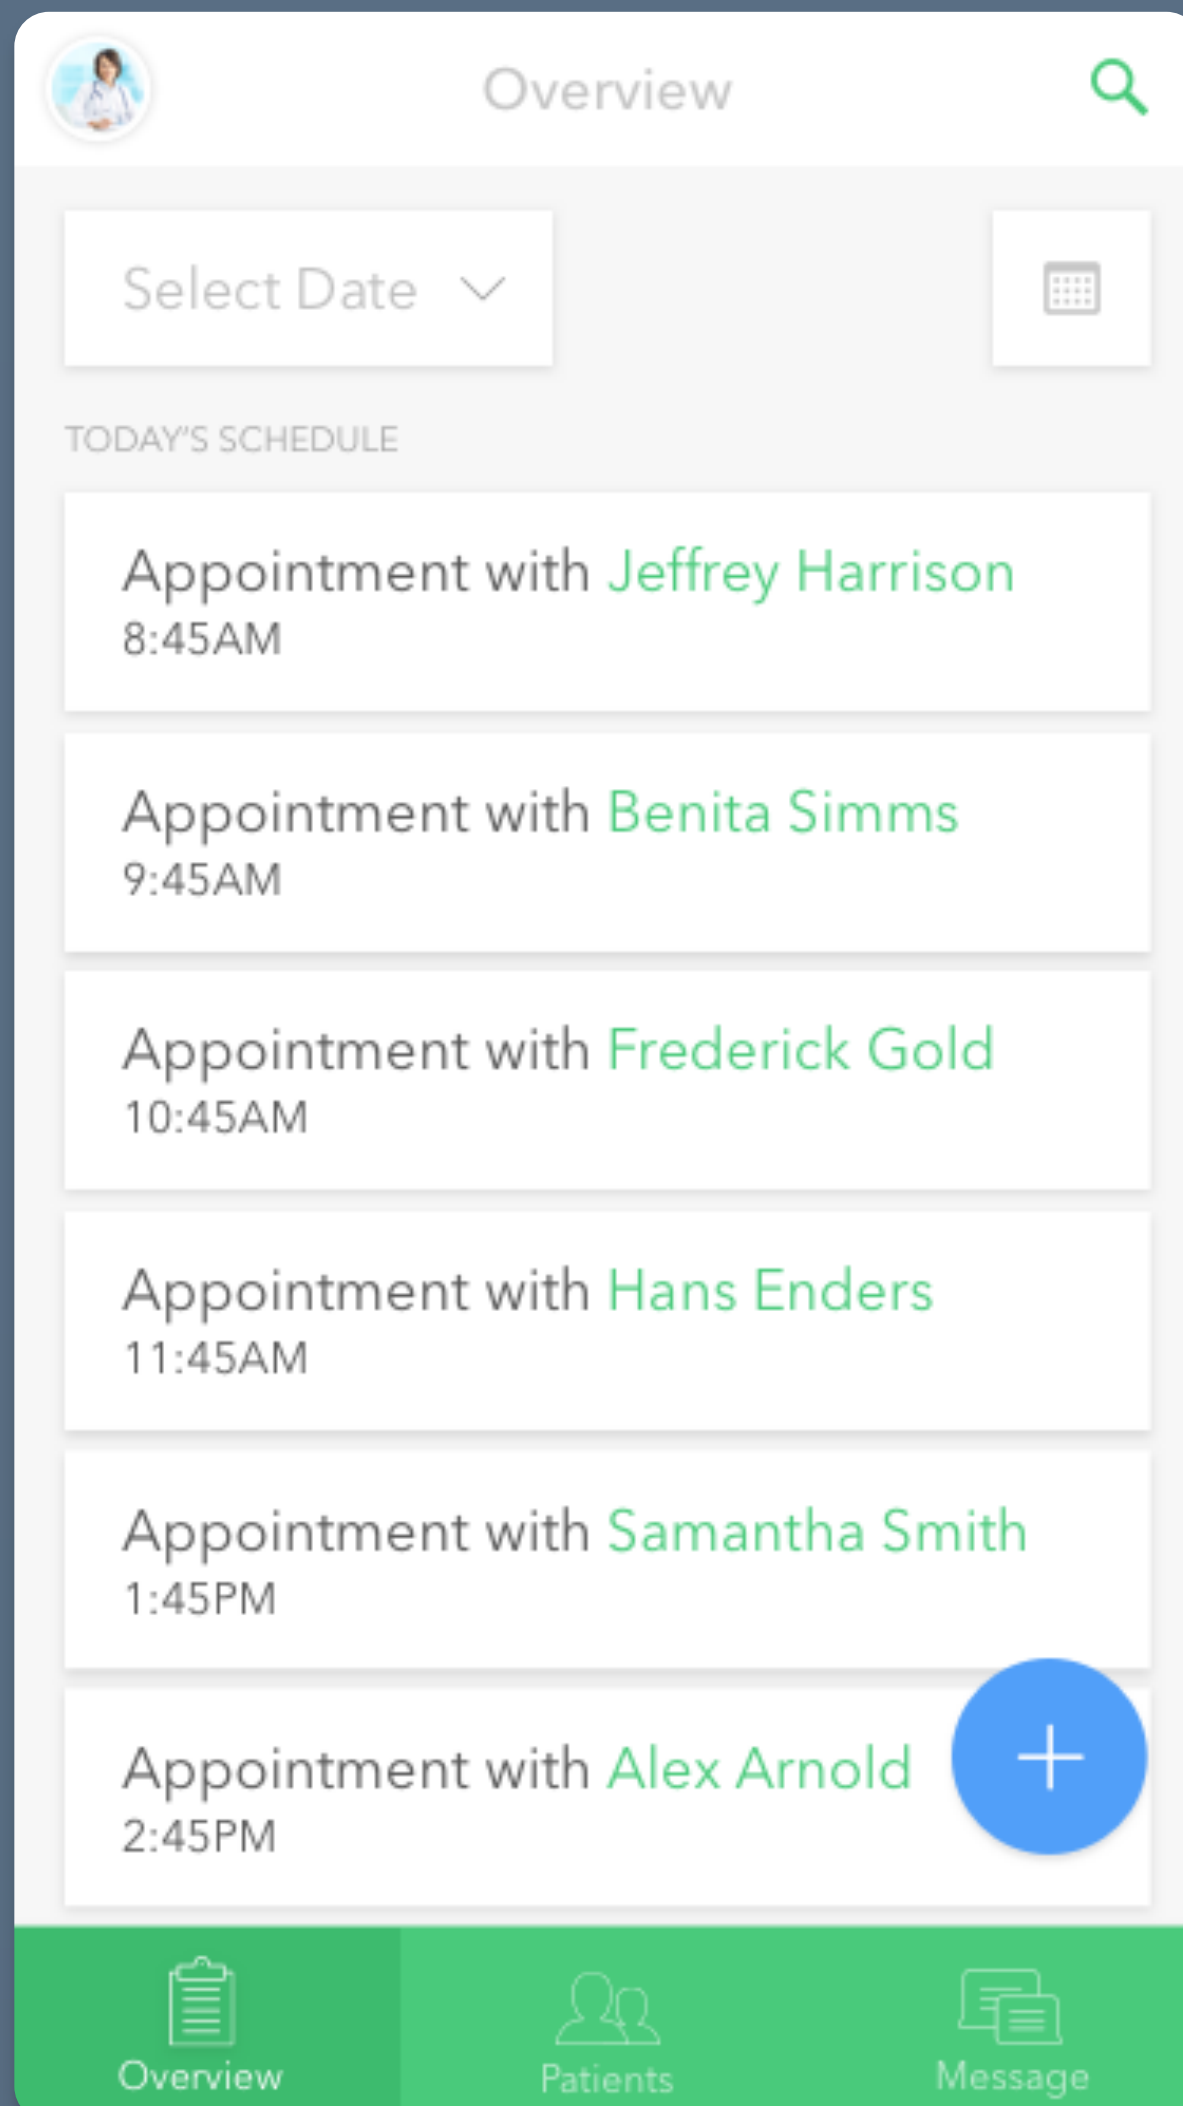 Overview
Select Date
TODAY'S SCHEDULE
Appointment with Jeffrey Harrison
8:45AM
Appointment with Benita Simms
9:45AM
Appointment with Frederick Gold
10:45AM
Appointment with Hans Enders
11:45AM
Appointment with Samantha Smith
1:45PM
Appointment with Alex Arnold
2:45PM
Overview
Patients
Message